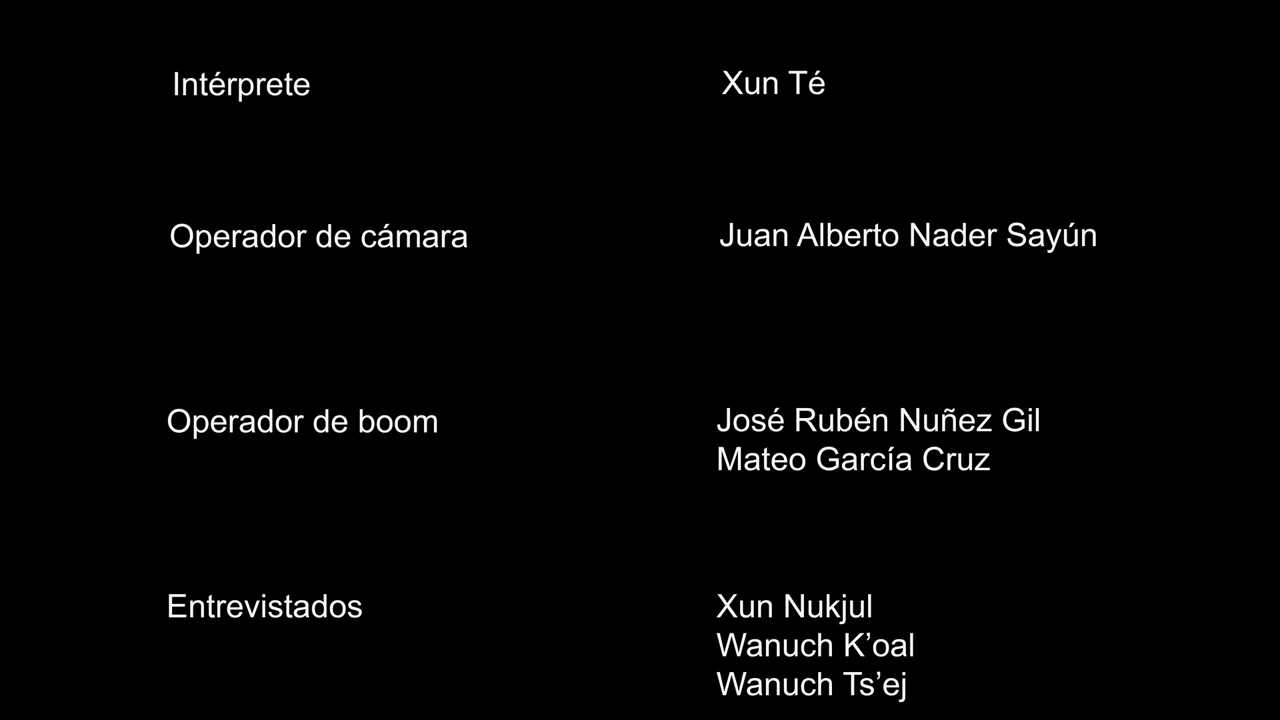 Intérprete Xun Té
Operador de cámara Juan Alberto Nader Sayún
Operador de boom José Rubén Nuñez Gil
Mateo García Cruz
Entrevistados Xun Nukjul
Wanuch K’oal
Wanuch Ts’ej